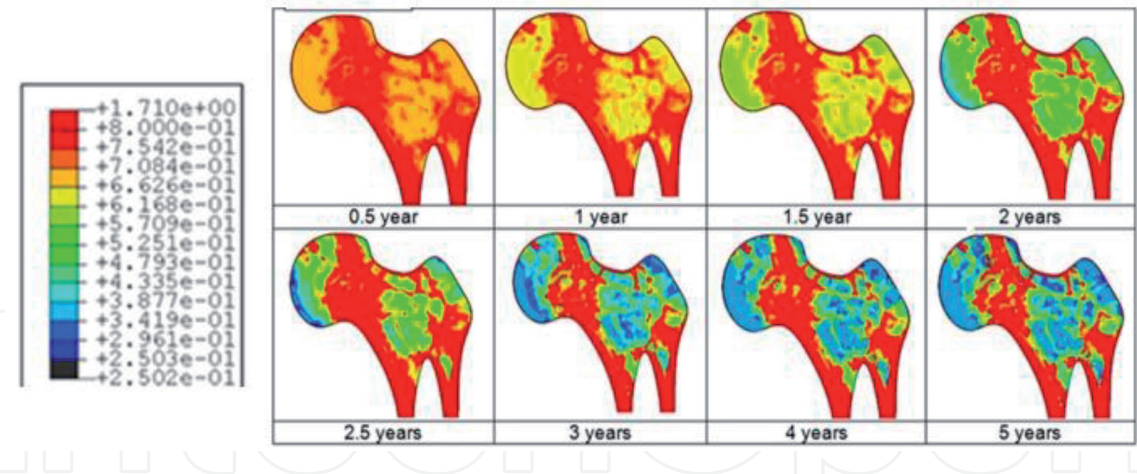 +1.710e+00
+8.000e-01
+7.542e-01
+7.084e-01
+6.626e-01
+6.168e-01
+5.709e-01
+5.251e-01
+4.793e-01
+4.335e-01
+3.877e-01
+3.419e-01
+2.961e-01
+2.503e-01
+2.502e-01
0.5 year
1 year
1.5 year
2 years
2.5 years
3 years
4 years
5 years